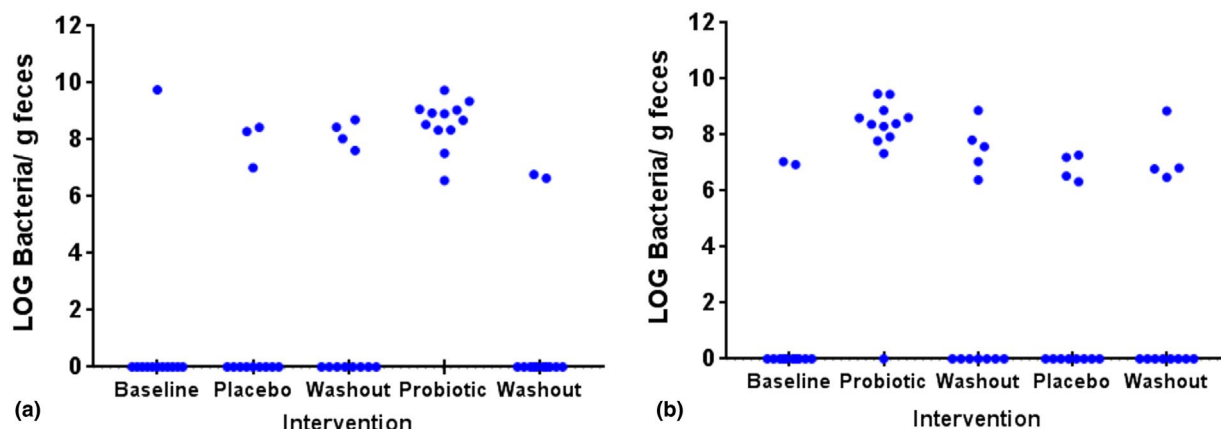 LOG Bacteria/ g feces
12
10
8
6
4
2
0
Baseline Placebo Washout Probiotic Washout
Intervention
(a)
LOG Bacteria/ g feces
12
10
8
6
4
2
0
Baseline Probiotic Washout Placebo Washout
Intervention
(b)